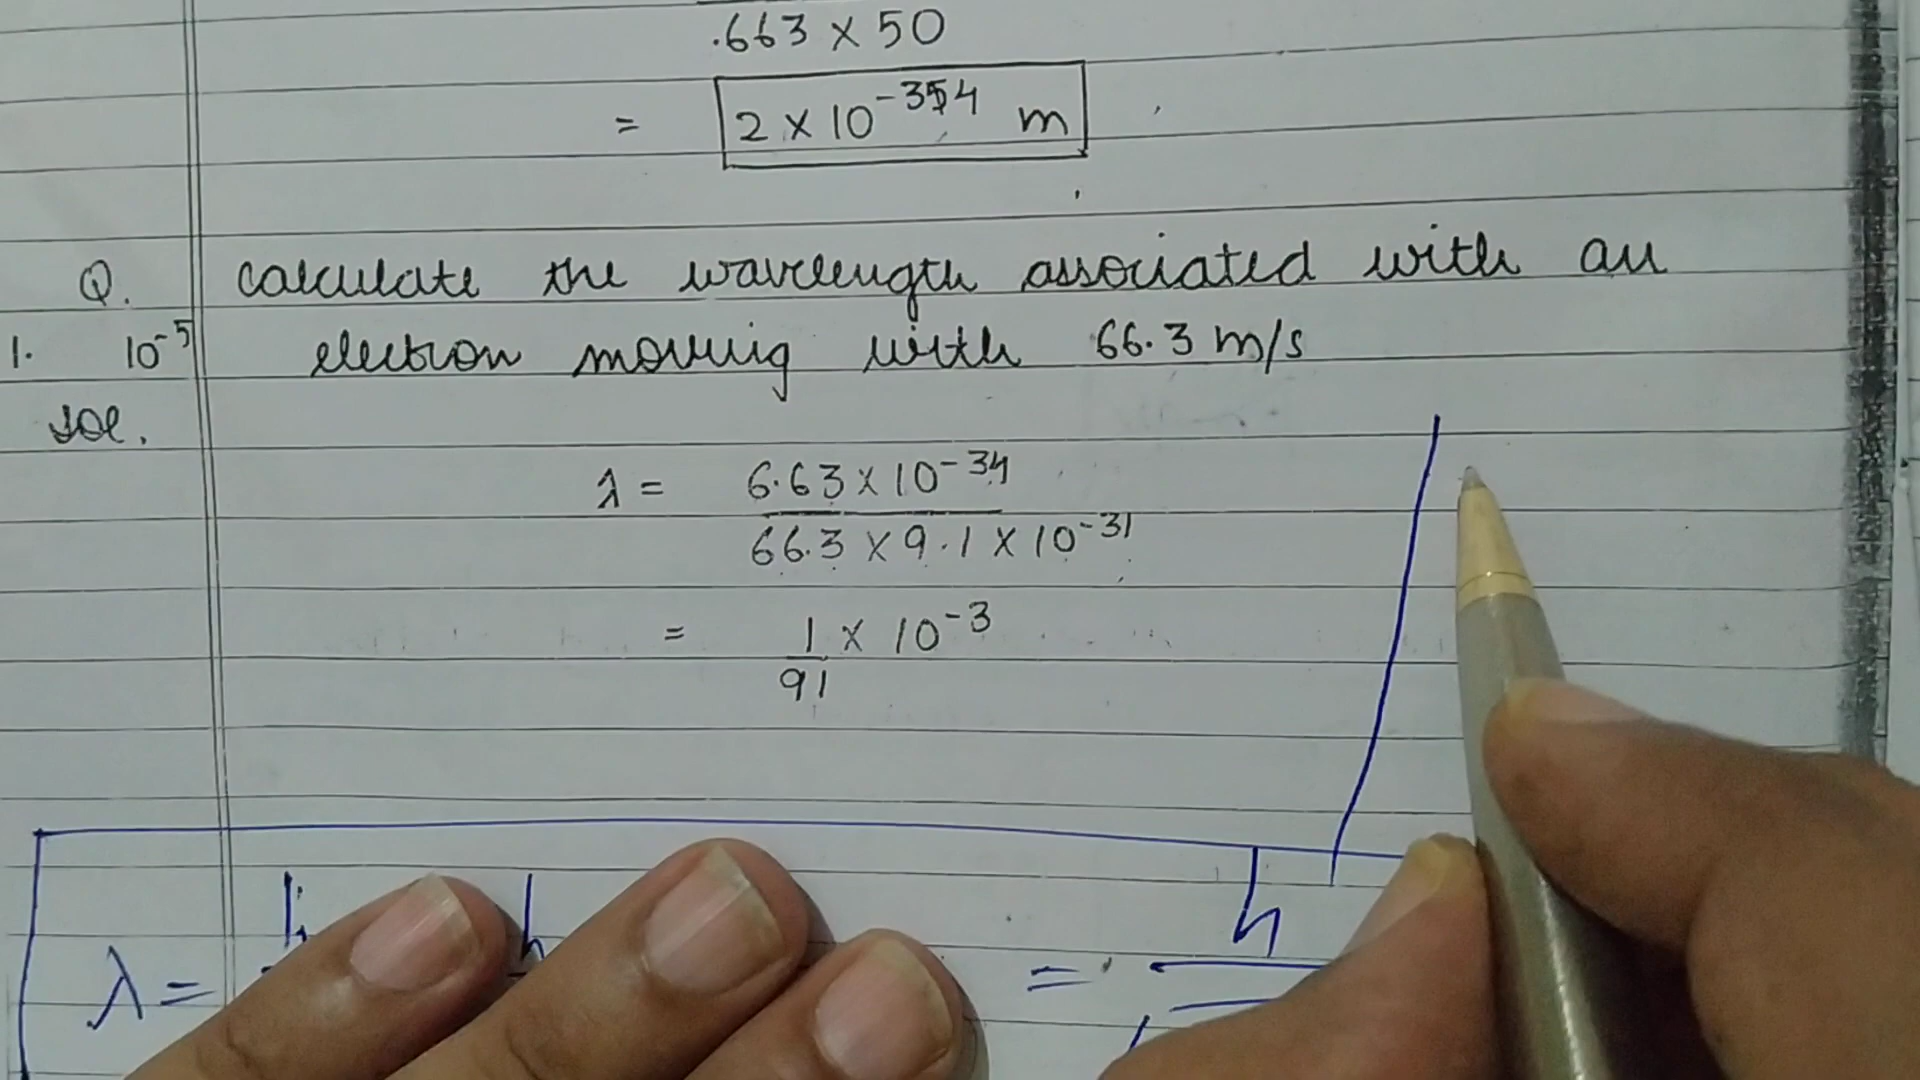 .663 × 50
= 2 × 10⁻³⁴ m
Q. calculate the wavelength associated with an
1. 10⁻⁵ electron moving with 66.3 m/s
Sol.
λ = 6.63 × 10⁻³⁴
66.3 × 9.1 × 10⁻³¹
= 1 × 10⁻³
91
h h h
λ = =